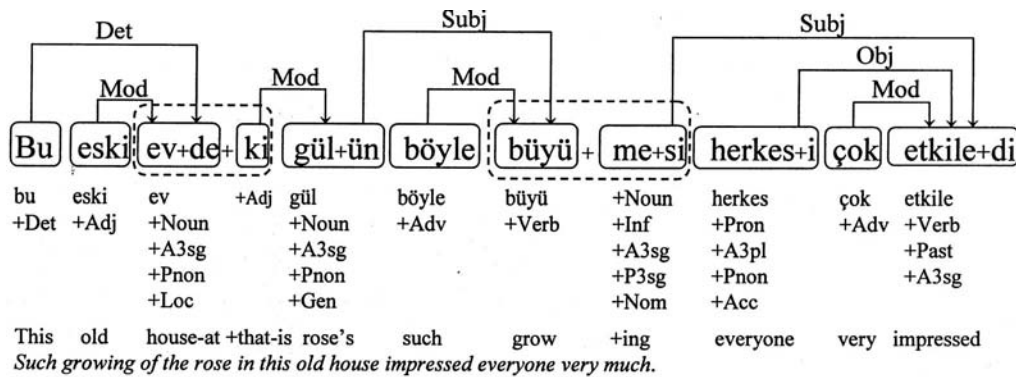 Det Subj Subj
Mod Mod Mod Obj Mod
Bu eski ev+de+ki gül+ün böyle büyü + me+si herkes+i çok etkile+di
bu eski ev +Adj gül böyle büyü +Noun herkes çok etkile
+Det +Adj +Noun +Noun +Adv +Verb +Inf +Pron +Adv +Verb
+A3sg +A3sg +A3sg +A3pl +Past
+Pnon +Pnon +P3sg +Pnon +A3sg
+Loc +Gen +Nom +Acc
This old house-at +that-is rose's such grow +ing everyone very impressed
Such growing of the rose in this old house impressed everyone very much.